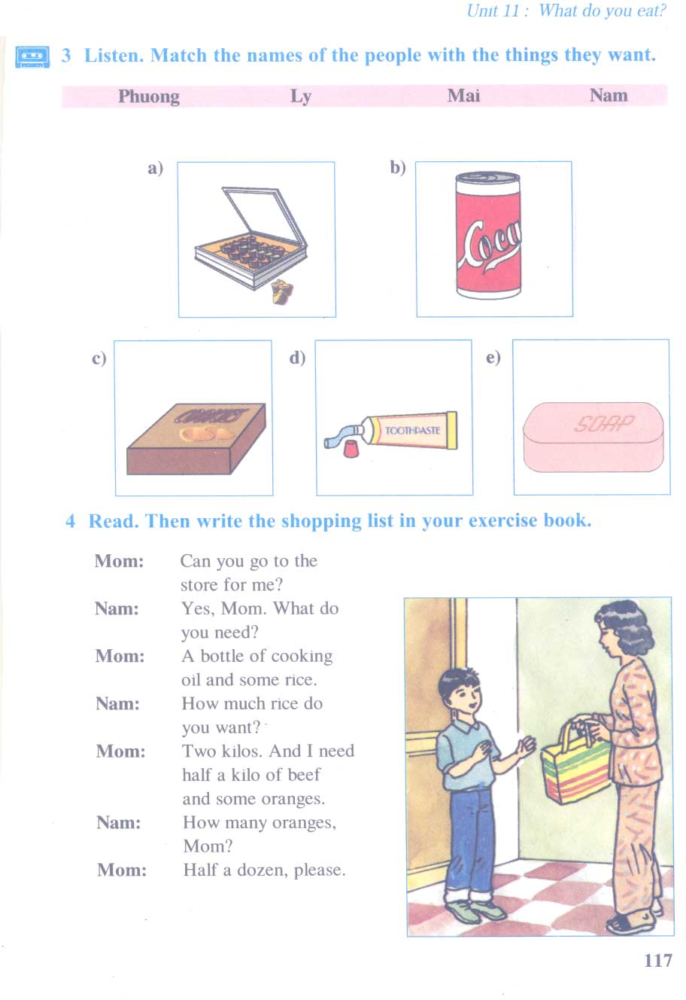 Unit 11 : What do you eat?
3 Listen. Match the names of the people with the things they want.
Phuong Ly Mai Nam
a) b)
Coca
c) d) e)
TOOTHPASTE
SOAP
4 Read. Then write the shopping list in your exercise book.
Mom: Can you go to the
store for me?
Nam: Yes, Mom. What do
you need?
Mom: A bottle of cooking
oil and some rice.
Nam: How much rice do
you want?
Mom: Two kilos. And I need
half a kilo of beef
and some oranges.
Nam: How many oranges,
Mom?
Mom: Half a dozen, please.
117